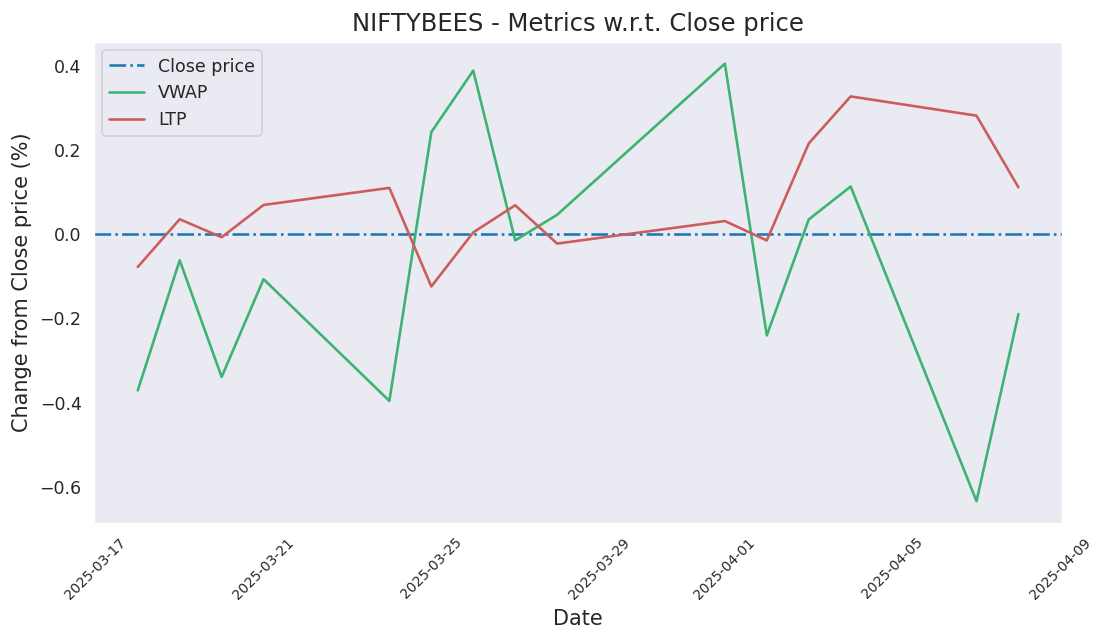 NIFTYBEES - Metrics w.r.t. Close price
Close price
VWAP
LTP
Change from Close price (%)
0.4
0.2
0.0
−0.2
−0.4
−0.6
2025-03-17
2025-03-21
2025-03-25
2025-03-29
2025-04-01
2025-04-05
2025-04-09
Date